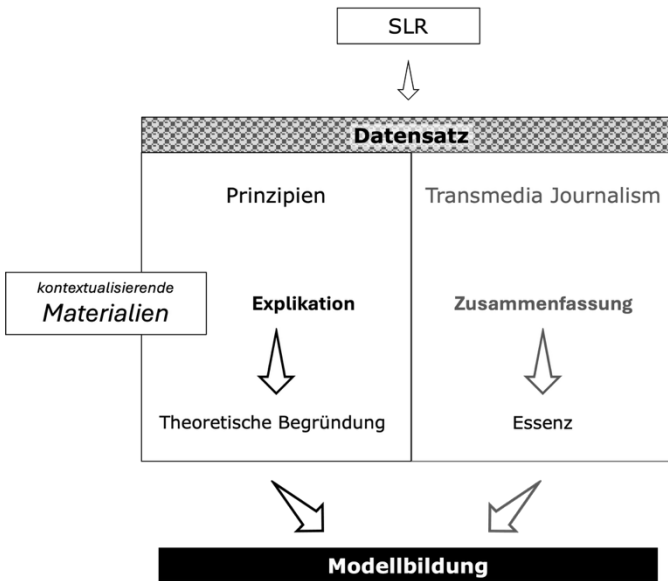 SLR
Datensatz
Prinzipien
Transmedia Journalism
kontextualisierende
Materialien
Explikation
Zusammenfassung
Theoretische Begründung
Essenz
Modellbildung